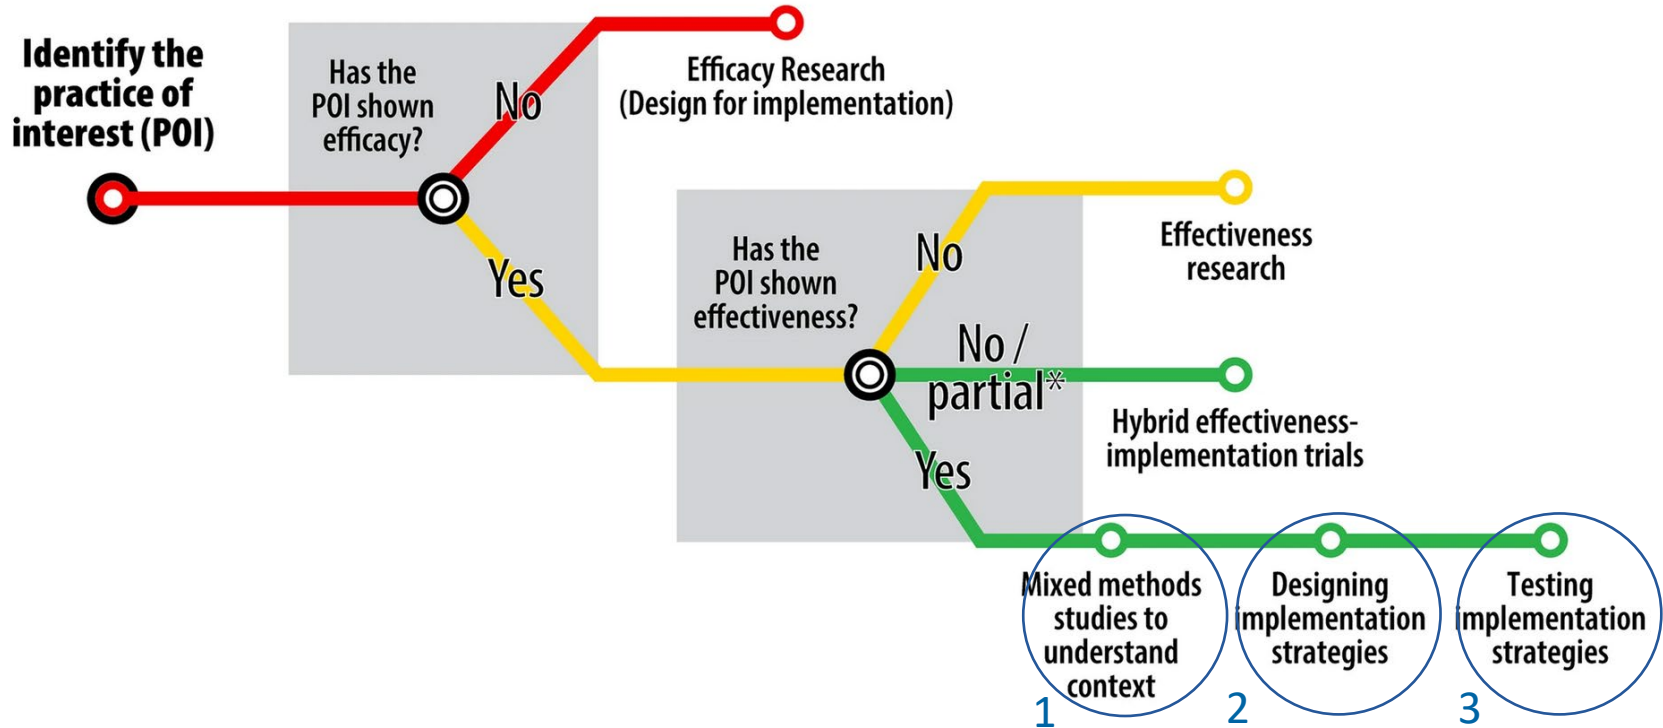 Identify the
practice of
interest (POI)
Has the
POI shown
efficacy?
No
Yes
Efficacy Research
(Design for implementation)
Has the
POI shown
effectiveness?
No
No /
partial*
Yes
Effectiveness
research
Hybrid effectiveness-
implementation trials
Mixed methods
studies to
understand
context
1
Designing
implementation
strategies
2
Testing
implementation
strategies
3